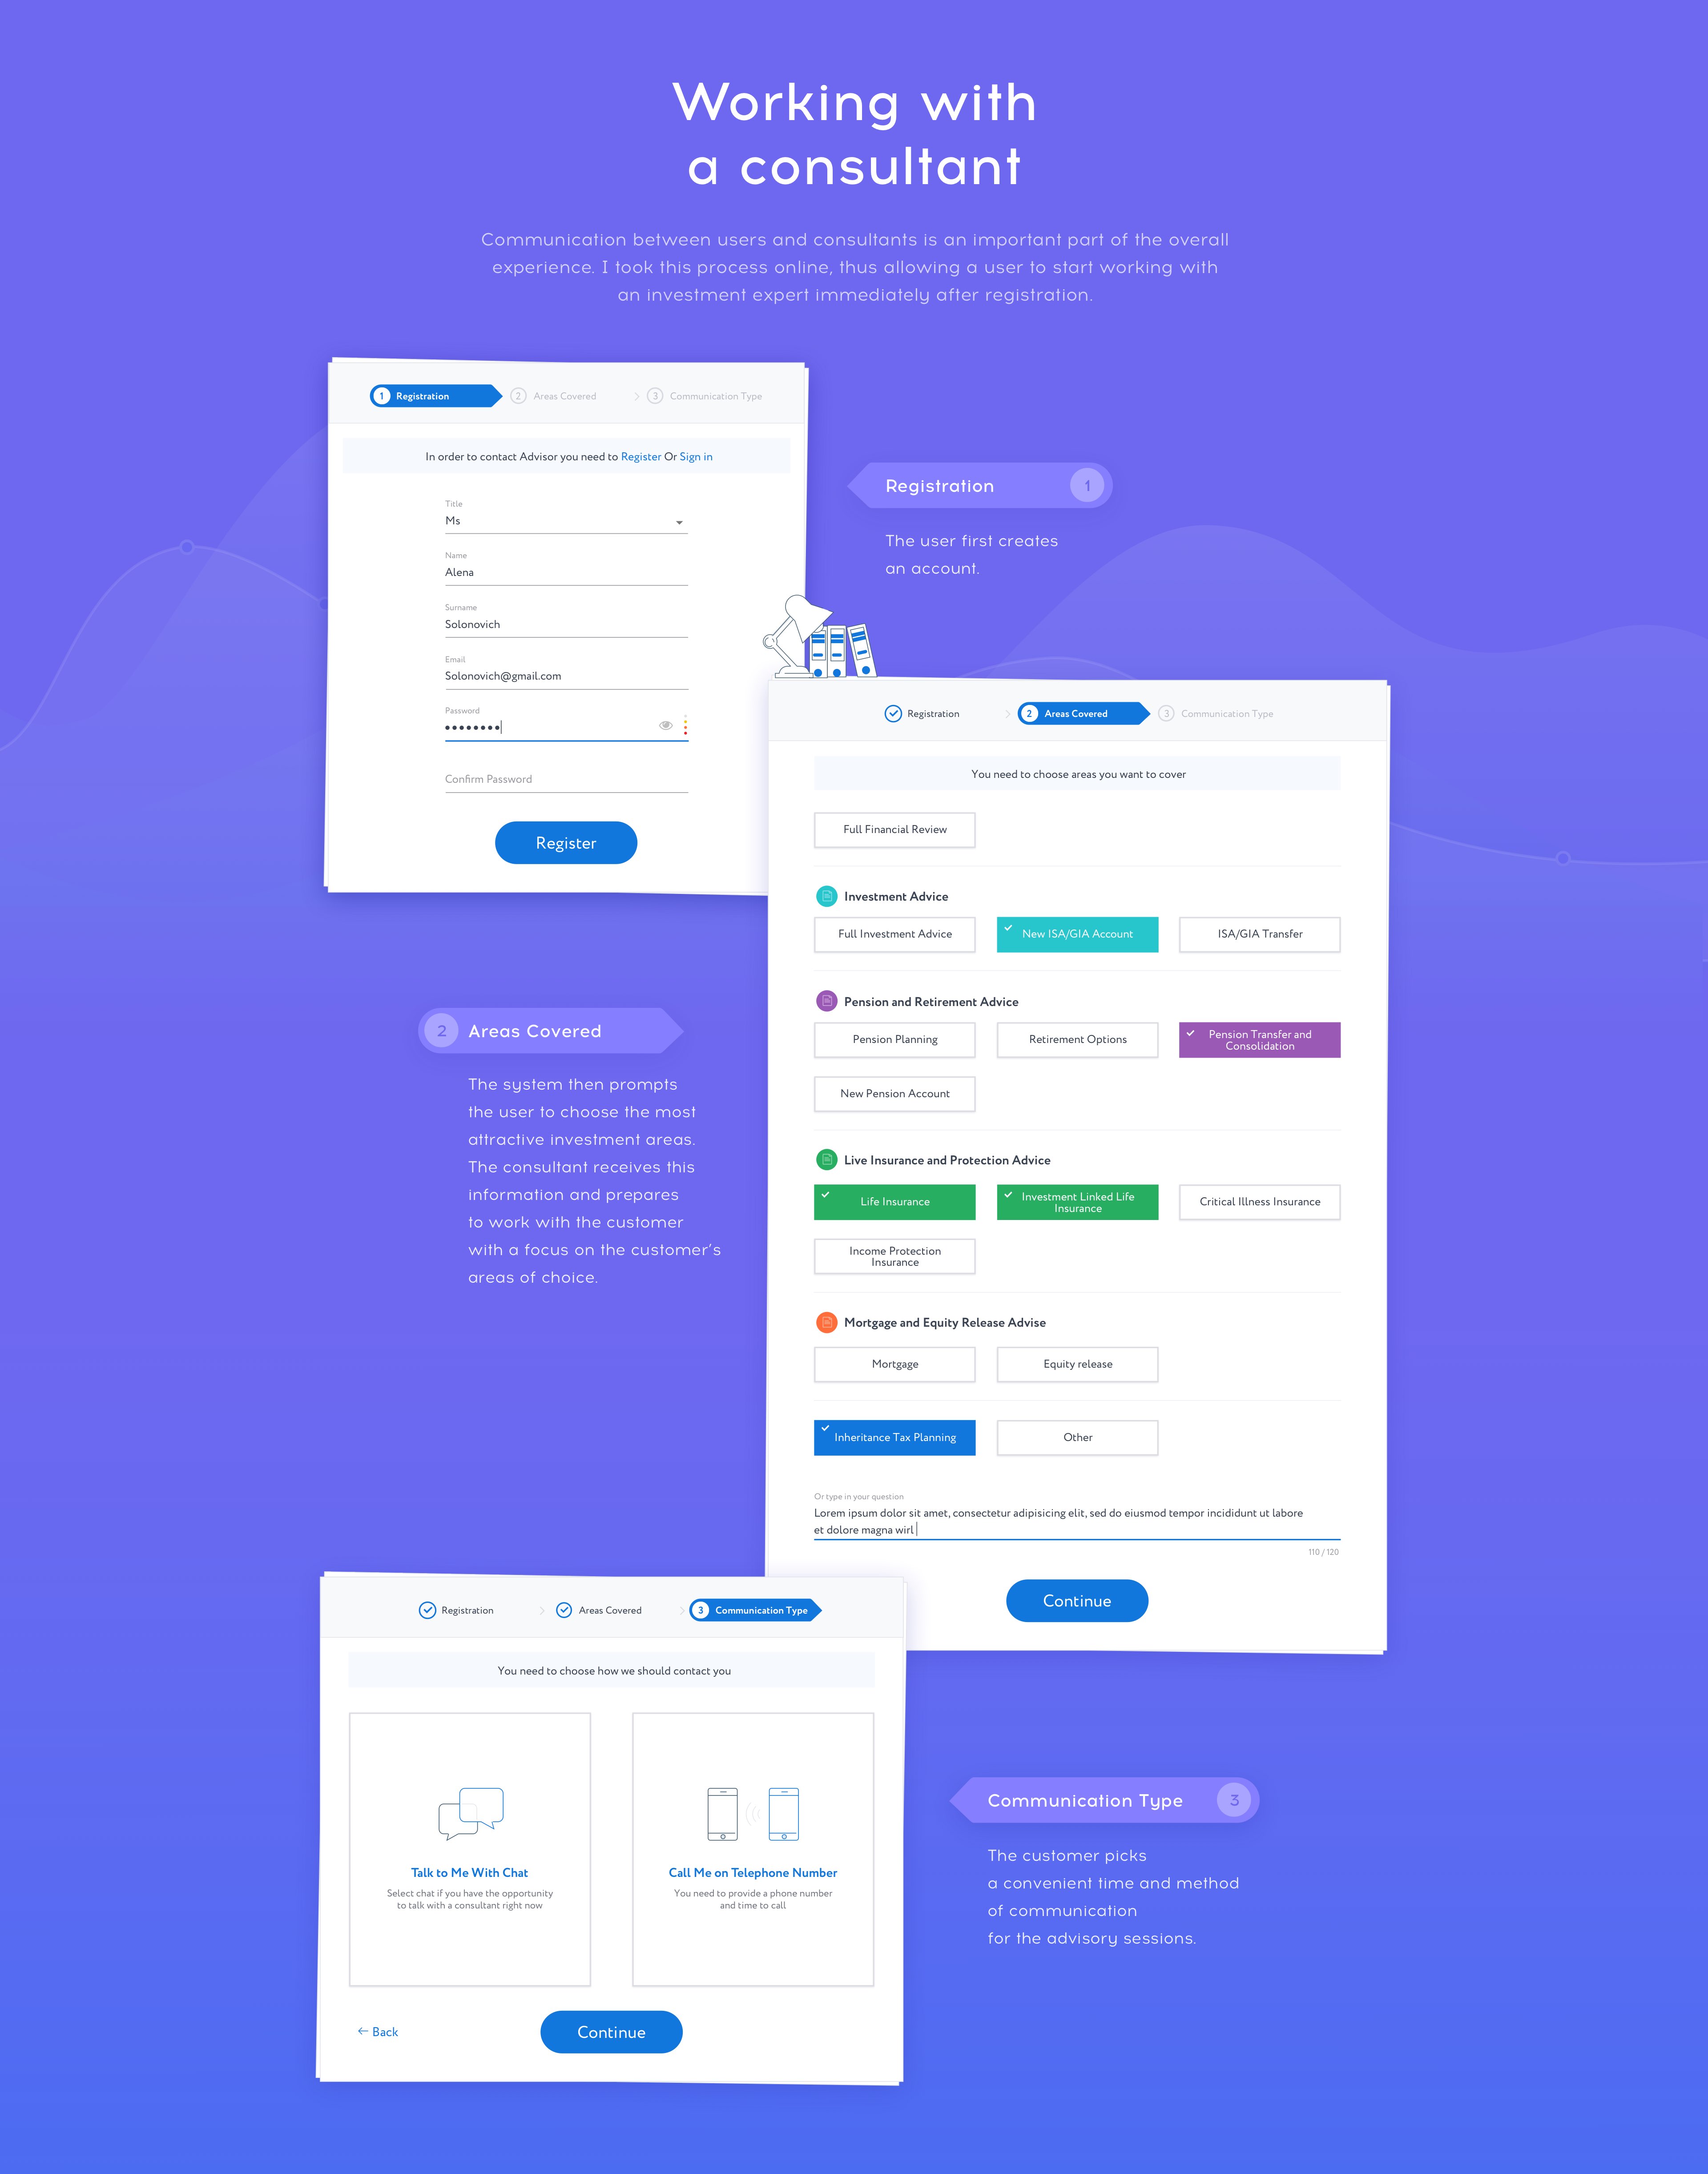 Working with
a consultant
Communication between users and consultants is an important part of the overall
experience. I took this process online, thus allowing a user to start working with
an investment expert immediately after registration.
1 Registration 2 Areas Covered 3 Communication Type
In order to contact Advisor you need to Register Or Sign in
Title
Ms
Name
Alena
Surname
Solonovich
Email
Solonovich@gmail.com
Password
Confirm Password
Register
Registration 1
The user first creates
an account.
Registration 2 Areas Covered 3 Communication Type
You need to choose areas you want to cover
Full Financial Review
Investment Advice
Full Investment Advice New ISA/GIA Account ISA/GIA Transfer
Pension and Retirement Advice
Pension Planning Retirement Options Pension Transfer and
Consolidation
New Pension Account
Live Insurance and Protection Advice
Life Insurance Investment Linked Life
Insurance Critical Illness Insurance
Income Protection
Insurance
Mortgage and Equity Release Advise
Mortgage Equity release
Inheritance Tax Planning Other
Or type in your question
Lorem ipsum dolor sit amet, consectetur adipisicing elit, sed do eiusmod tempor incididunt ut labore
et dolore magna wirl
110 / 120
Continue
2 Areas Covered
The system then prompts
the user to choose the most
attractive investment areas.
The consultant receives this
information and prepares
to work with the customer
with a focus on the customer's
areas of choice.
Registration Areas Covered 3 Communication Type
You need to choose how we should contact you
Talk to Me With Chat
Select chat if you have the opportunity
to talk with a consultant right now
Call Me on Telephone Number
You need to provide a phone number
and time to call
← Back Continue
Communication Type 3
The customer picks
a convenient time and method
of communication
for the advisory sessions.